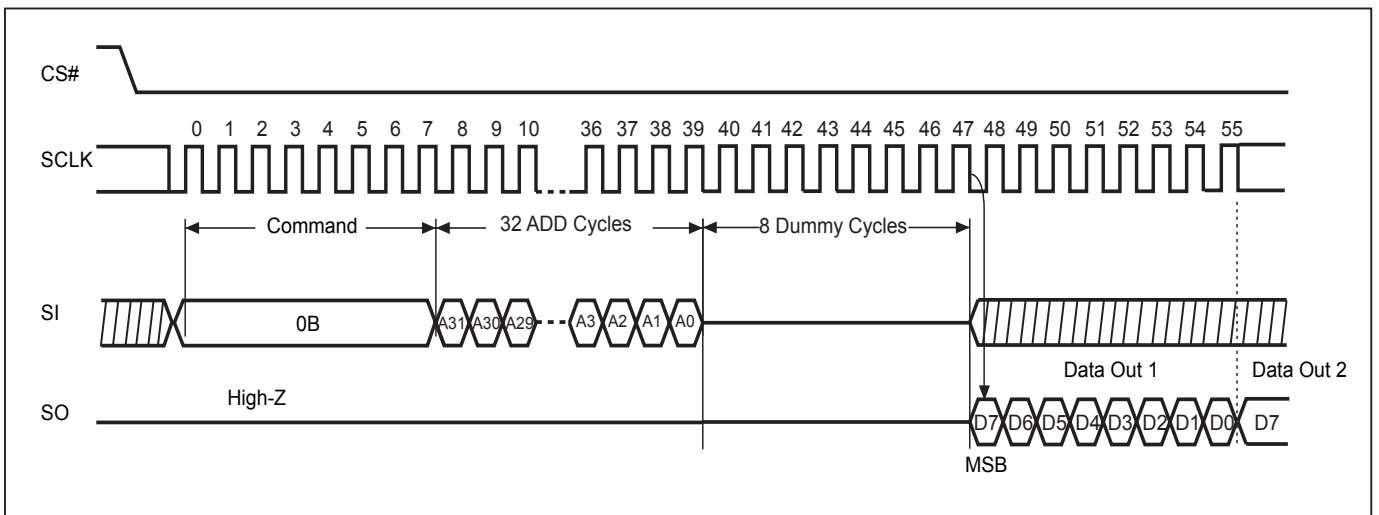 CS#
0 1 2 3 4 5 6 7 8 9 10 36 37 38 39 40 41 42 43 44 45 46 47 48 49 50 51 52 53 54 55
SCLK
Command 32 ADD Cycles 8 Dummy Cycles
SI 0B A31 A30 A29 A3 A2 A1 A0
Data Out 1 Data Out 2
High-Z
SO D7 D6 D5 D4 D3 D2 D1 D0 D7
MSB